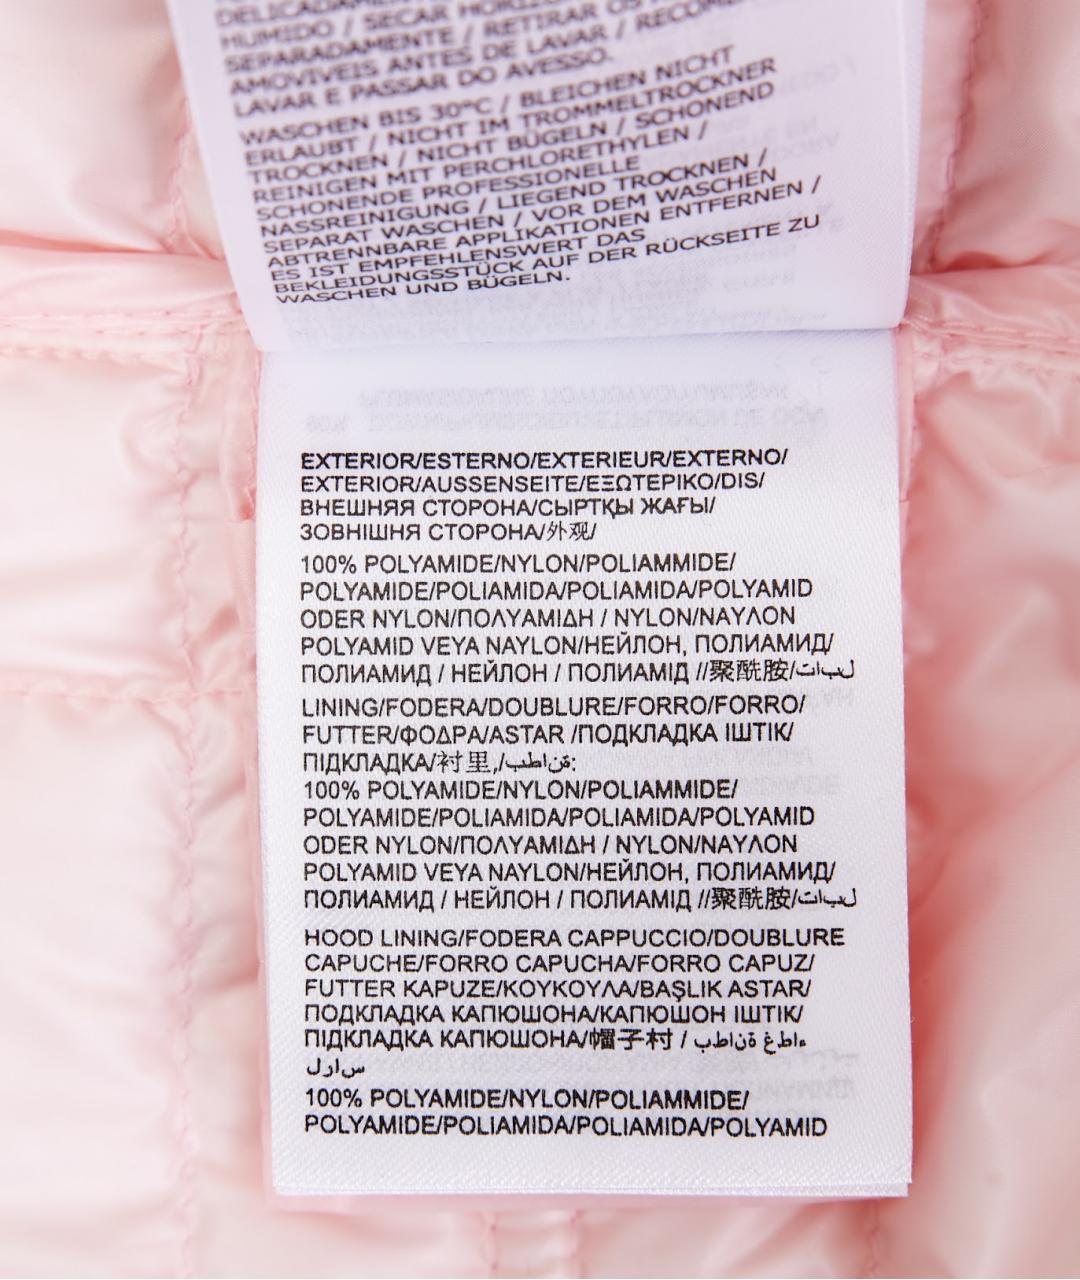 DELICADAMENTE
HUMIDO / SECAR
SEPARADAMENTE / RETIRAR OS
AMOVIVEIS ANTES DE LAVAR /
LAVAR E PASSAR DO AVESSO.
WASCHEN BIS 30°C / BLEICHEN NICHT
ERLAUBT / NICHT IM TROMMELTROCKNER
TROCKNEN / NICHT BÜGELN / SCHONEND
REINIGEN MIT PERCHLORETHYLEN /
SCHONENDE PROFESSIONELLE
NASSREINIGUNG / LIEGEND TROCKNEN /
SEPARAT WASCHEN / VOR DEM WASCHEN
ABTRENNBARE APPLIKATIONEN ENTFERNEN /
ES IST EMPFEHLENSWERT DAS
BEKLEIDUNGSSTÜCK AUF DER RÜCKSEITE ZU
WASCHEN UND BÜGELN.
EXTERIOR/ESTERNO/EXTERIEUR/EXTERNO/
EXTERIOR/AUSSENSEITE/ΕΞΩΤΕΡΙΚΟ/DIS/
ВНЕШНЯЯ СТОРОНА/СЫРТҚЫ ЖАҒЫ/
ЗОВНІШНЯ СТОРОНА/外观/
100% POLYAMIDE/NYLON/POLIAMMIDE/
POLYAMIDE/POLIAMIDA/POLIAMIDA/POLYAMID
ODER NYLON/ΠΟΛΥΑΜΙΔΗ / NYLON/ΝΑΥΛΟΝ
POLYAMID VEYA NAYLON/НЕЙЛОН, ПОЛИАМИД/
ПОЛИАМИД / НЕЙЛОН / ПОЛИАМІД //聚酰胺/لبابات
LINING/FODERA/DOUBLURE/FORRO/FORRO/
FUTTER/ΦΟΔΡΑ/ASTAR /ПОДКЛАДКА ІШТІК/
ПІДКЛАДКА/衬里,/بطانة:
100% POLYAMIDE/NYLON/POLIAMMIDE/
POLYAMIDE/POLIAMIDA/POLIAMIDA/POLYAMID
ODER NYLON/ΠΟΛΥΑΜΙΔΗ / NYLON/ΝΑΥΛΟΝ
POLYAMID VEYA NAYLON/НЕЙЛОН, ПОЛИАМИД/
ПОЛИАМИД / НЕЙЛОН / ПОЛИАМІД //聚酰胺/لبابات
HOOD LINING/FODERA CAPPUCCIO/DOUBLURE
CAPUCHE/FORRO CAPUCHA/FORRO CAPUZ/
FUTTER KAPUZE/ΚΟΥΚΟΥΛΑ/BAŞLIK ASTAR/
ПОДКЛАДКА КАПЮШОНА/КАПЮШОН ІШТІК/
ПІДКЛАДКА КАПЮШОНА/帽子村 / بطانة غطاء
سارل
100% POLYAMIDE/NYLON/POLIAMMIDE/
POLYAMIDE/POLIAMIDA/POLIAMIDA/POLYAMID